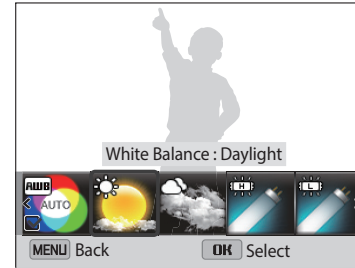 White Balance : Daylight
AWB
AUTO
H
L
MENU Back
OK Select